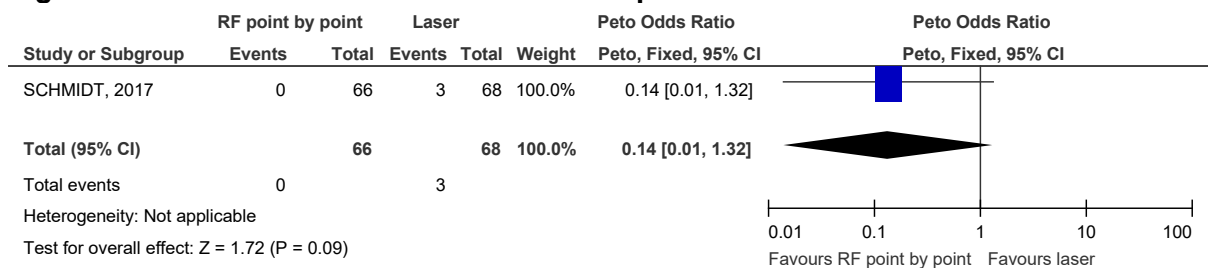 RF point by point Laser Peto Odds Ratio Peto Odds Ratio
Study or Subgroup Events Total Events Total Weight Peto, Fixed, 95% CI Peto, Fixed, 95% CI
SCHMIDT, 2017 0 66 3 68 100.0% 0.14 [0.01, 1.32]
Total (95% CI) 66 68 100.0% 0.14 [0.01, 1.32]
Total events 0 3
Heterogeneity: Not applicable
Test for overall effect: Z = 1.72 (P = 0.09)
0.01 0.1 1 10 100
Favours RF point by point Favours laser